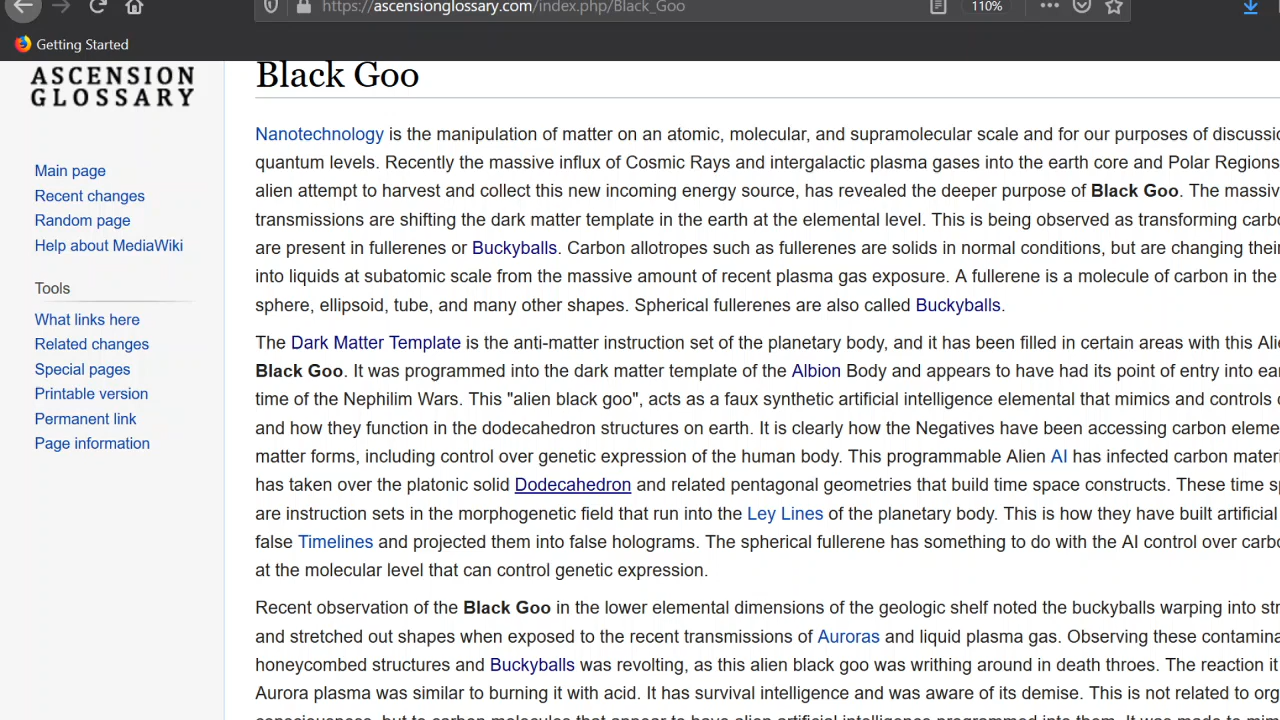 https://ascensionglossary.com/index.php/Black_Goo
110%
Getting Started
ASCENSION
GLOSSARY
Main page
Recent changes
Random page
Help about MediaWiki
Tools
What links here
Related changes
Special pages
Printable version
Permanent link
Page information
Black Goo
Nanotechnology is the manipulation of matter on an atomic, molecular, and supramolecular scale and for our purposes of
quantum levels. Recently the massive influx of Cosmic Rays and intergalactic plasma gases into the earth core and Polar Regions
alien attempt to harvest and collect this new incoming energy source, has revealed the deeper purpose of Black Goo. The
transmissions are shifting the dark matter template in the earth at the elemental level. This is being observed as transforming
are present in fullerenes or Buckyballs. Carbon allotropes such as fullerenes are solids in normal conditions, but are changing their
into liquids at subatomic scale from the massive amount of recent plasma gas exposure. A fullerene is a molecule of carbon in the
sphere, ellipsoid, tube, and many other shapes. Spherical fullerenes are also called Buckyballs.
The Dark Matter Template is the anti-matter instruction set of the planetary body, and it has been filled in certain areas with this
Black Goo. It was programmed into the dark matter template of the Albion Body and appears to have had its point of entry into
time of the Nephilim Wars. This "alien black goo", acts as a faux synthetic artificial intelligence elemental that mimics and controls
and how they function in the dodecahedron structures on earth. It is clearly how the Negatives have been accessing carbon
matter forms, including control over genetic expression of the human body. This programmable Alien AI has infected carbon
has taken over the platonic solid Dodecahedron and related pentagonal geometries that build time space constructs. These time
are instruction sets in the morphogenetic field that run into the Ley Lines of the planetary body. This is how they have built artificial
false Timelines and projected them into false holograms. The spherical fullerene has something to do with the AI control over
at the molecular level that can control genetic expression.
Recent observation of the Black Goo in the lower elemental dimensions of the geologic shelf noted the buckyballs warping into
and stretched out shapes when exposed to the recent transmissions of Auroras and liquid plasma gas. Observing these
honeycombed structures and Buckyballs was revolting, as this alien black goo was writhing around in death throes. The reaction it
Aurora plasma was similar to burning it with acid. It has survival intelligence and was aware of its demise. This is not related to